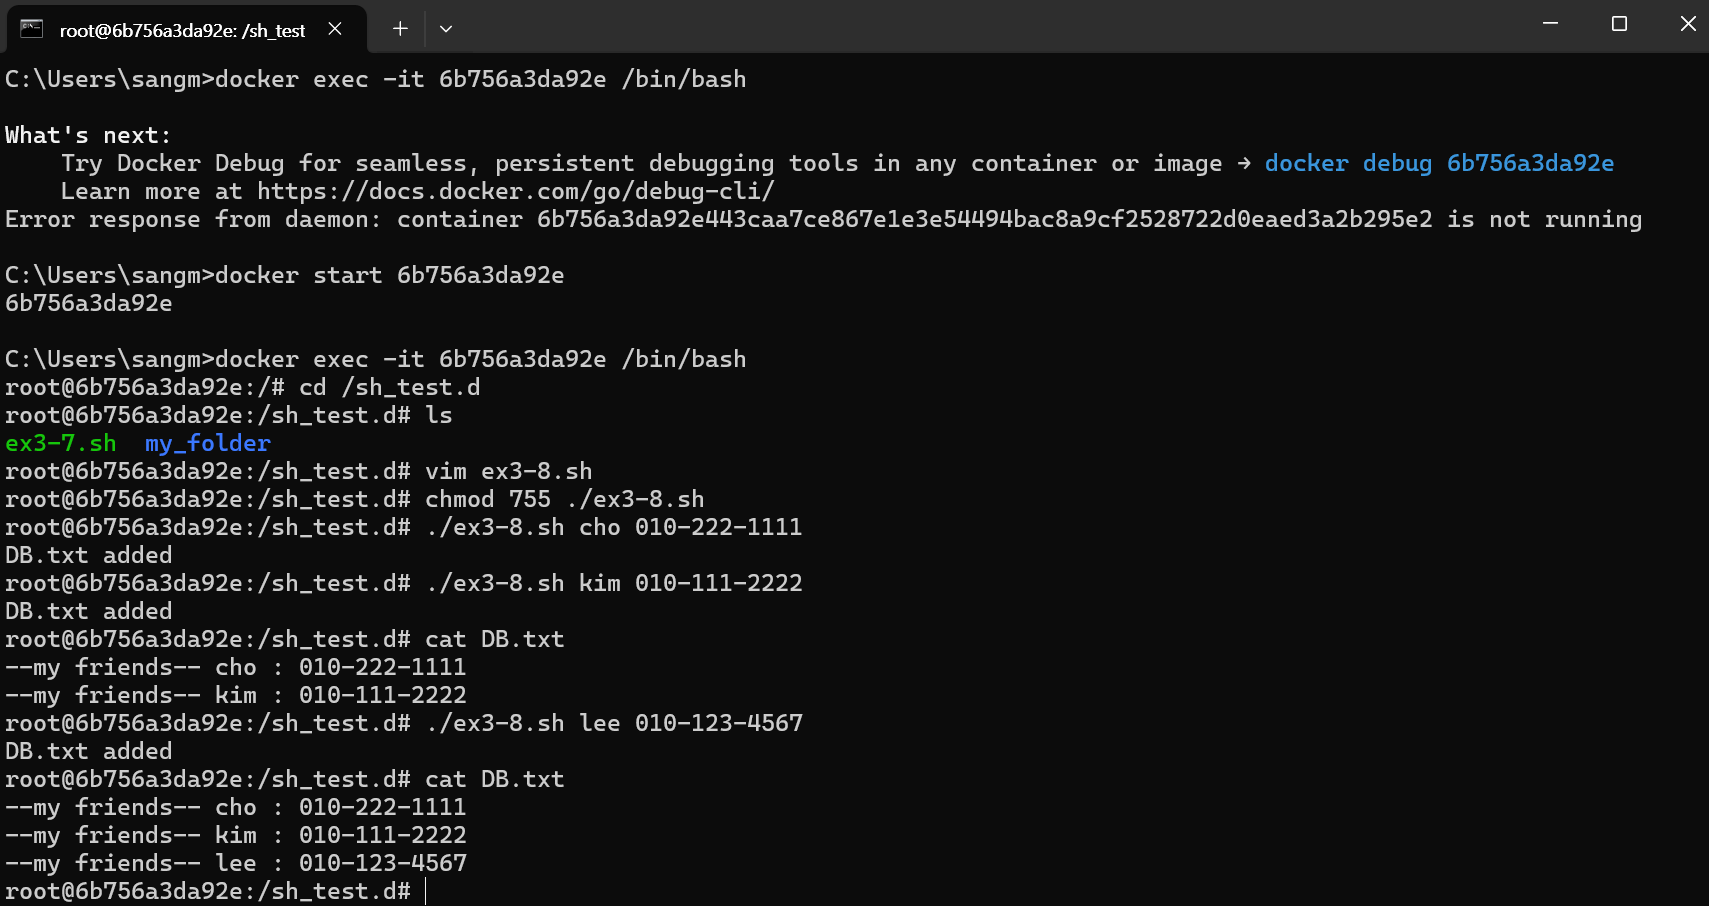 root@6b756a3da92e: /sh_test
C:\Users\sangm>docker exec -it 6b756a3da92e /bin/bash
What's next:
    Try Docker Debug for seamless, persistent debugging tools in any container or image → docker debug 6b756a3da92e
    Learn more at https://docs.docker.com/go/debug-cli/
Error response from daemon: container 6b756a3da92e443caa7ce867e1e3e54494bac8a9cf2528722d0eaed3a2b295e2 is not running
C:\Users\sangm>docker start 6b756a3da92e
6b756a3da92e
C:\Users\sangm>docker exec -it 6b756a3da92e /bin/bash
root@6b756a3da92e:/# cd /sh_test.d
root@6b756a3da92e:/sh_test.d# ls
ex3-7.sh  my_folder
root@6b756a3da92e:/sh_test.d# vim ex3-8.sh
root@6b756a3da92e:/sh_test.d# chmod 755 ./ex3-8.sh
root@6b756a3da92e:/sh_test.d# ./ex3-8.sh cho 010-222-1111
DB.txt added
root@6b756a3da92e:/sh_test.d# ./ex3-8.sh kim 010-111-2222
DB.txt added
root@6b756a3da92e:/sh_test.d# cat DB.txt
--my friends-- cho : 010-222-1111
--my friends-- kim : 010-111-2222
root@6b756a3da92e:/sh_test.d# ./ex3-8.sh lee 010-123-4567
DB.txt added
root@6b756a3da92e:/sh_test.d# cat DB.txt
--my friends-- cho : 010-222-1111
--my friends-- kim : 010-111-2222
--my friends-- lee : 010-123-4567
root@6b756a3da92e:/sh_test.d#